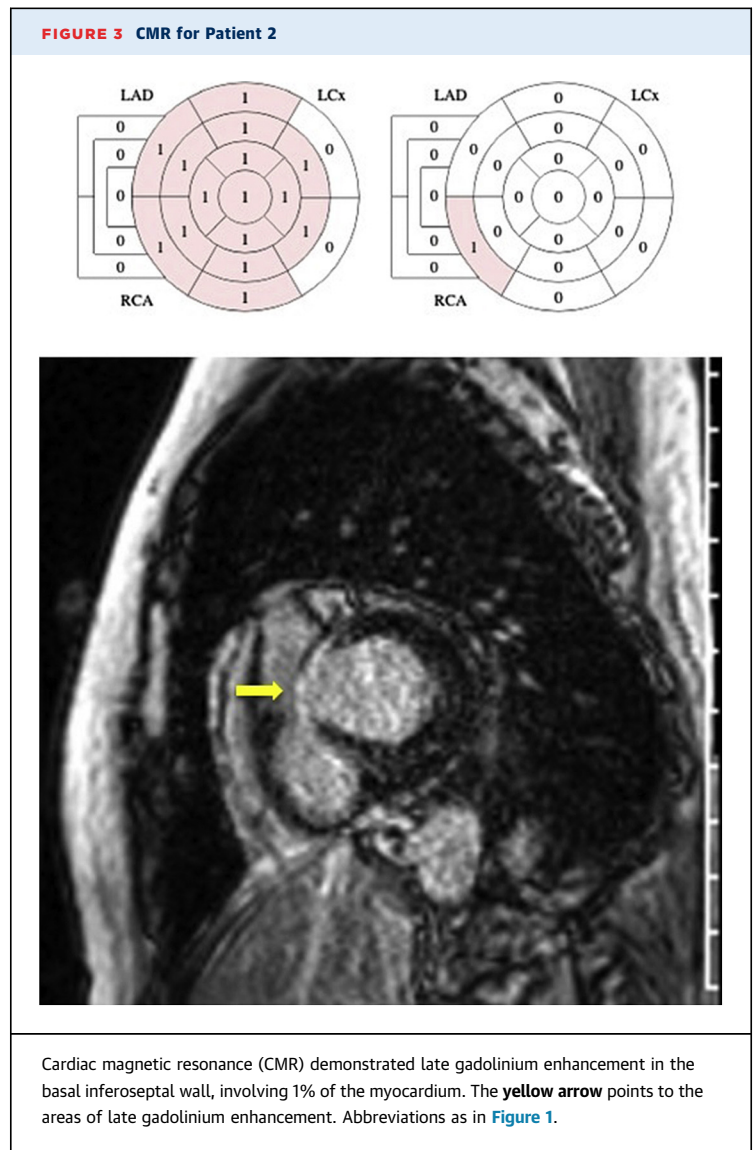 FIGURE 3 CMR for Patient 2
LAD 1 LCx
0 1
0 1 1 0
1 1
0 1 1 1
1 1
0 1
1 0
0 1
RCA 1
LAD 0 LCx
0 0
0 0 0 0
0 0
0 0 0 0
0 0
0 0
1 0
0 0
RCA 0
Cardiac magnetic resonance (CMR) demonstrated late gadolinium enhancement in the
basal inferoseptal wall, involving 1% of the myocardium. The yellow arrow points to the
areas of late gadolinium enhancement. Abbreviations as in Figure 1.